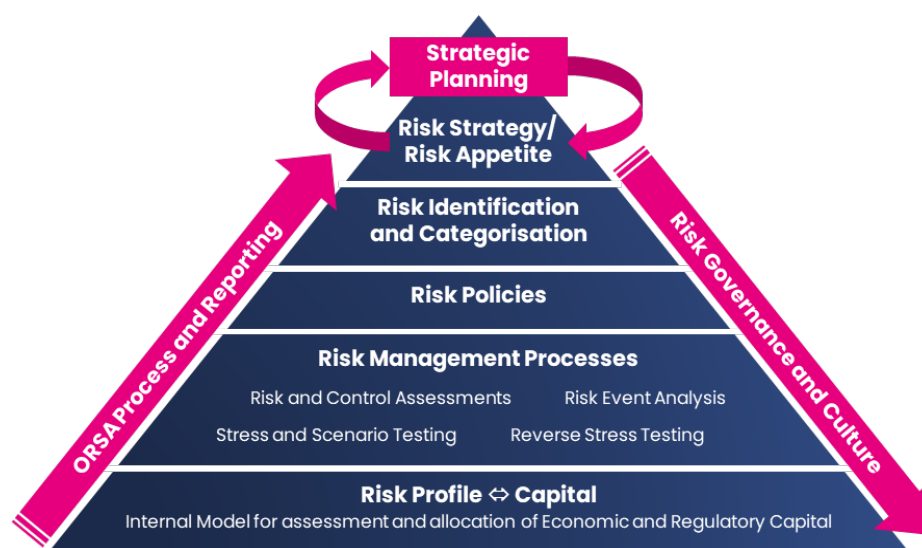 Strategic
Planning
Risk Strategy/
Risk Appetite
Risk Identification
and Categorisation
Risk Policies
Risk Management Processes
Risk and Control Assessments
Risk Event Analysis
Stress and Scenario Testing
Reverse Stress Testing
Risk Profile ⇔ Capital
Internal Model for assessment and allocation of Economic and Regulatory Capital
ORSA Process and Reporting
Risk Governance and Culture